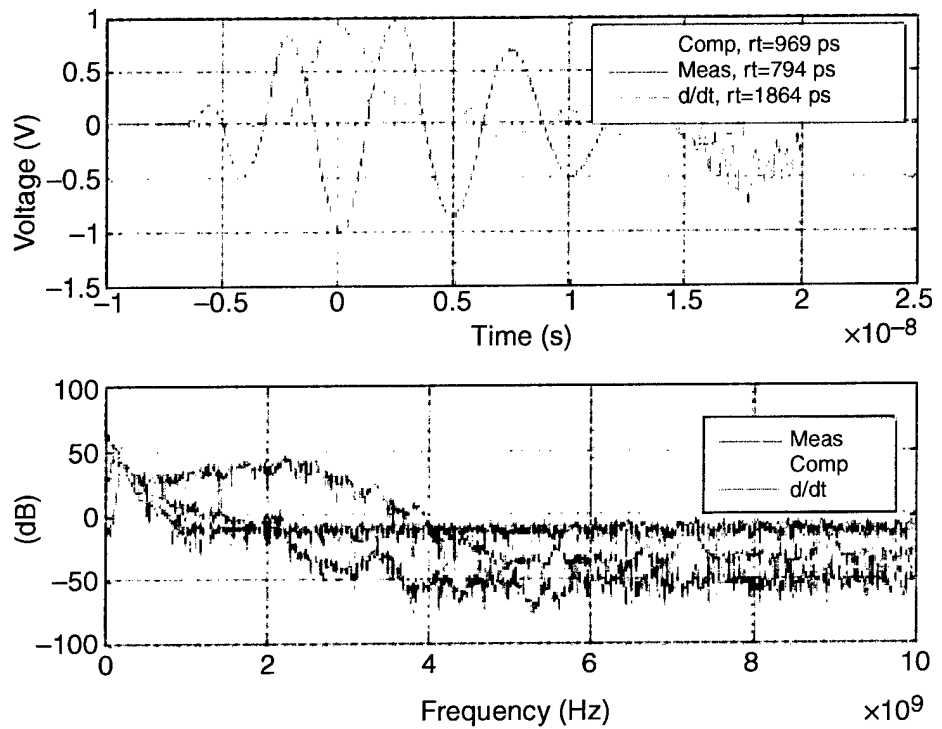 1
0.5
0
−0.5
−1
−1.5
Voltage (V)
Comp, rt=969 ps
Meas, rt=794 ps
d/dt, rt=1864 ps
−1
−0.5
0
0.5
1
1.5
2
2.5
Time (s)
×10⁻⁸
100
50
0
−50
−100
(dB)
Meas
Comp
d/dt
0
2
4
6
8
10
Frequency (Hz)
×10⁹